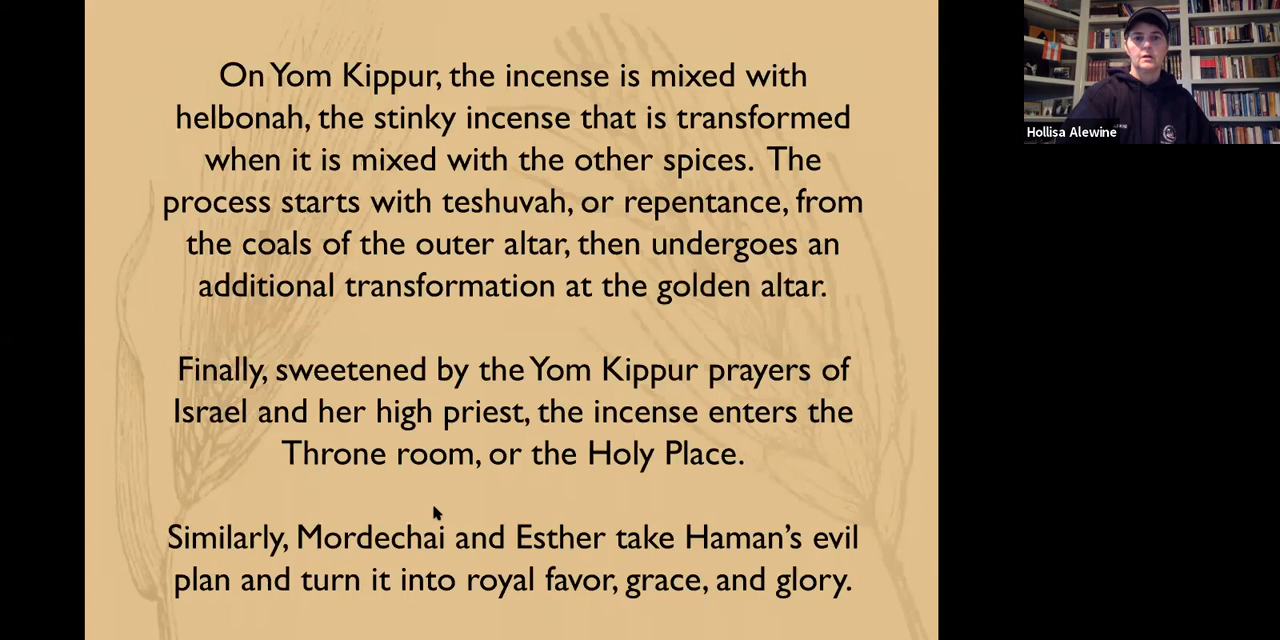 On Yom Kippur, the incense is mixed with
helbonah, the stinky incense that is transformed
when it is mixed with the other spices. The
process starts with teshuvah, or repentance, from
the coals of the outer altar, then undergoes an
additional transformation at the golden altar.
Finally, sweetened by the Yom Kippur prayers of
Israel and her high priest, the incense enters the
Throne room, or the Holy Place.
Similarly, Mordechai and Esther take Haman’s evil
plan and turn it into royal favor, grace, and glory.
Hollisa Alewine